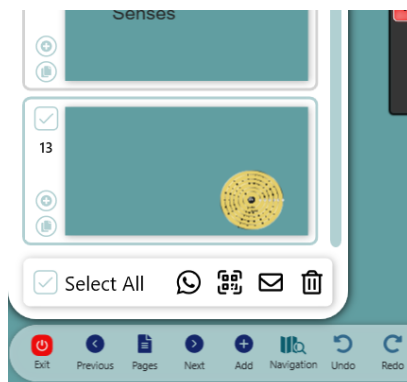 Senses
13
Select All
Exit Previous Pages Next Add Navigation Undo Redo